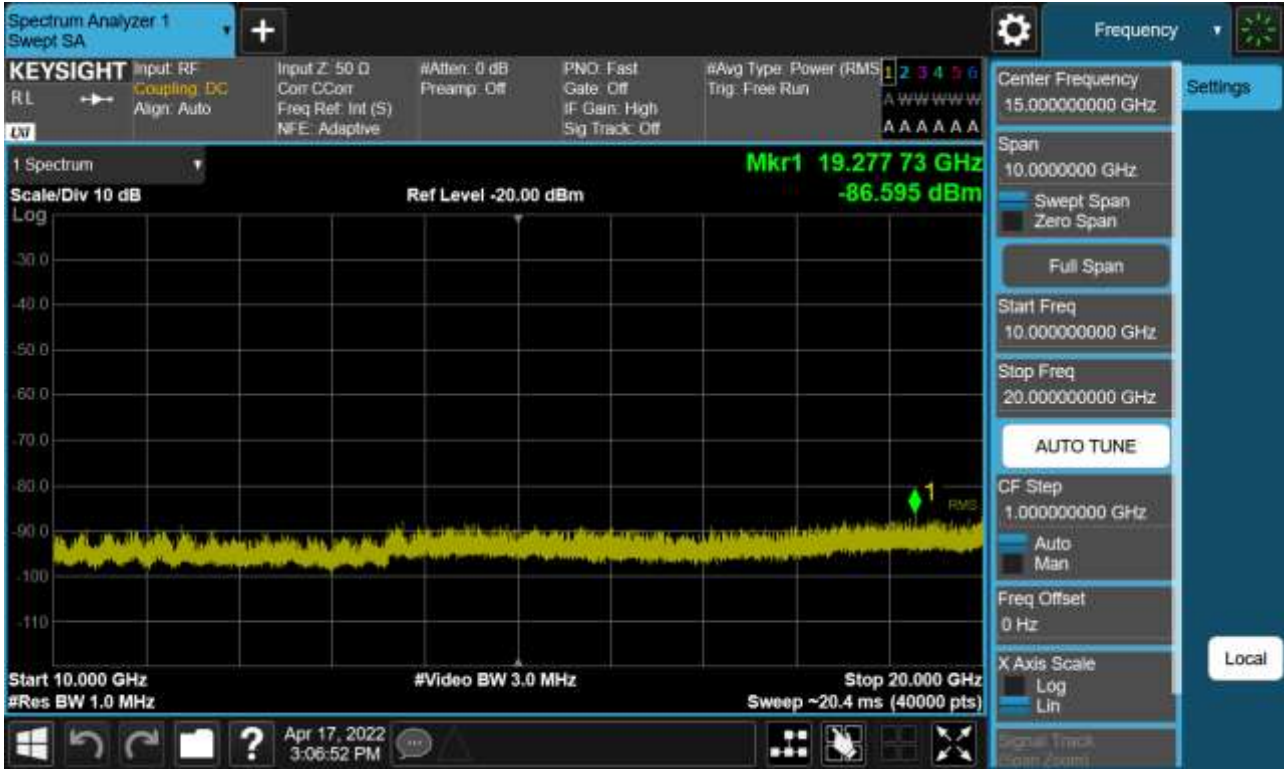 Spectrum Analyzer 1
Swept SA
+
Frequency
KEYSIGHT
RL
LXI
Input: RF
Coupling: DC
Align: Auto
Input Z: 50 Ω
Corr CCorr
Freq Ref: Int (S)
NFE: Adaptive
#Atten: 0 dB
Preamp: Off
PNO: Fast
Gate: Off
IF Gain: High
Sig Track: Off
#Avg Type: Power (RMS
Trig: Free Run
1 2 3 4 5 6
A W W W W W
A A A A A A
1 Spectrum
Scale/Div 10 dB
Log
Ref Level -20.00 dBm
Mkr1 19.277 73 GHz
-86.595 dBm
-30.0
-40.0
-50.0
-60.0
-70.0
-80.0
-90.0
-100
-110
1
RMS
Start 10.000 GHz
#Res BW 1.0 MHz
#Video BW 3.0 MHz
Stop 20.000 GHz
Sweep ~20.4 ms (40000 pts)
Center Frequency
15.000000000 GHz
Span
10.0000000 GHz
Swept Span
Zero Span
Full Span
Start Freq
10.000000000 GHz
Stop Freq
20.000000000 GHz
AUTO TUNE
CF Step
1.000000000 GHz
Auto
Man
Freq Offset
0 Hz
X Axis Scale
Log
Lin
Signal Track
(Span Zoom)
Settings
Local
?
Apr 17, 2022
3:06:52 PM